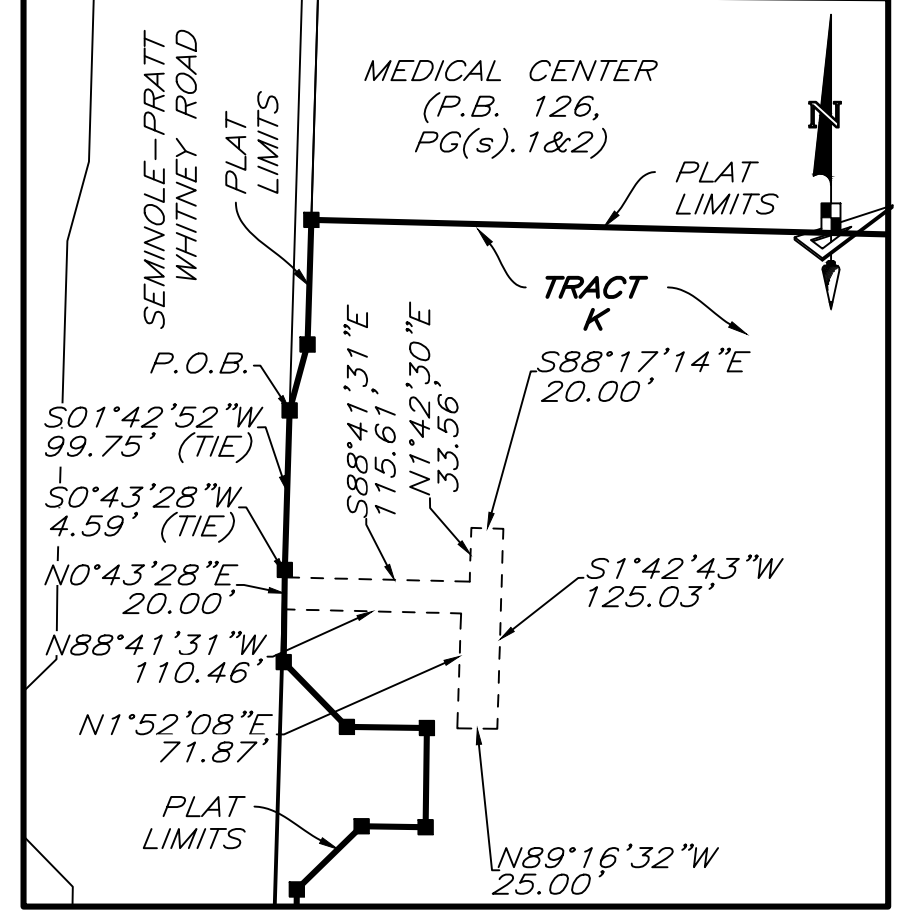 SEMINOLE-PRATT
WHITNEY ROAD
PLAT
LIMITS
MEDICAL CENTER
(P.B. 126,
PG(s).1&2)
N
PLAT
LIMITS
TRACT
K
P.O.B.
S01°42'52"W
99.75' (TIE)
S0°43'28"W
4.59' (TIE)
N0°43'28"E
20.00'
N88°41'31"W
110.46'
N1°52'08"E
71.87'
S88°41'31"E
115.61'
N1°42'30"E
33.56'
S88°17'14"E
20.00'
S1°42'43"W
125.03'
PLAT
LIMITS
N89°16'32"W
25.00'